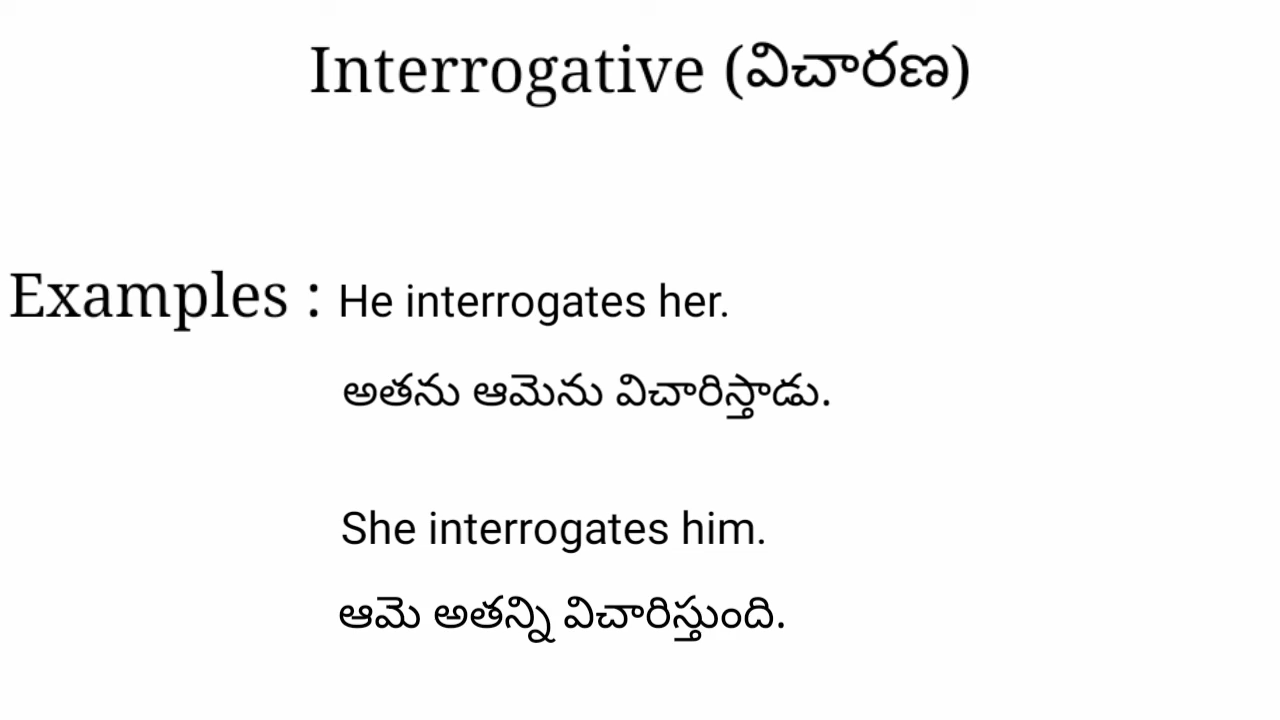 Interrogative (విచారణ)
Examples : He interrogates her.
అతను ఆమెను విచారిస్తాడు.
She interrogates him.
ఆమె అతన్ని విచారిస్తుంది.